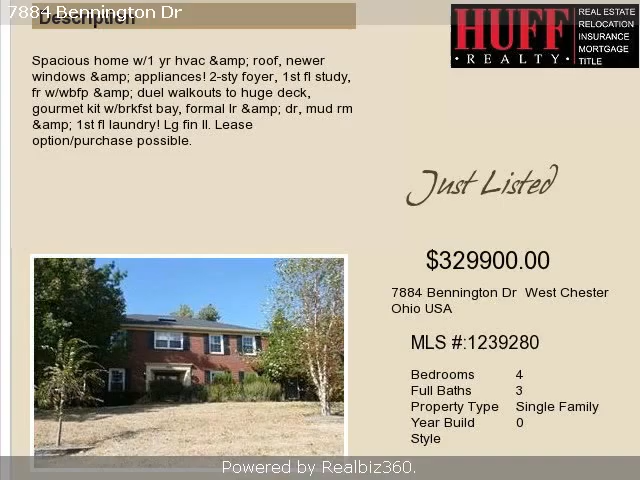 7884 Bennington Dr
Description
Spacious home w/1 yr hvac &amp; roof, newer
windows &amp; appliances! 2-sty foyer, 1st fl study,
fr w/wbfp &amp; duel walkouts to huge deck,
gourmet kit w/brkfst bay, formal lr &amp; dr, mud rm
&amp; 1st fl laundry! Lg fin ll. Lease
option/purchase possible.
HUFF
REALTY
REAL ESTATE
RELOCATION
INSURANCE
MORTGAGE
TITLE
Just Listed
$329900.00
7884 Bennington Dr  West Chester
Ohio USA
MLS #:1239280
Bedrooms 4
Full Baths 3
Property Type Single Family
Year Build 0
Style
Powered by Realbiz360.